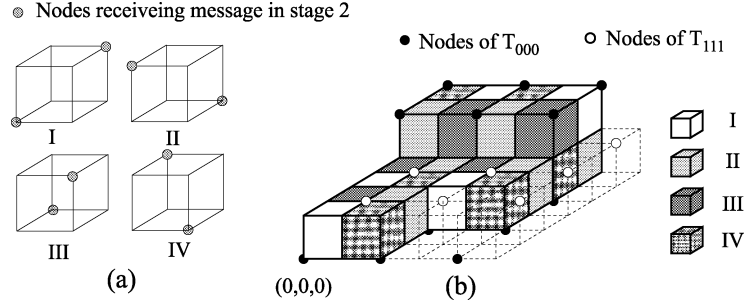 Nodes receiveing message in stage 2
Nodes of T000
Nodes of T111
I
II
III
IV
(a)
(0,0,0)
(b)
I
II
III
IV